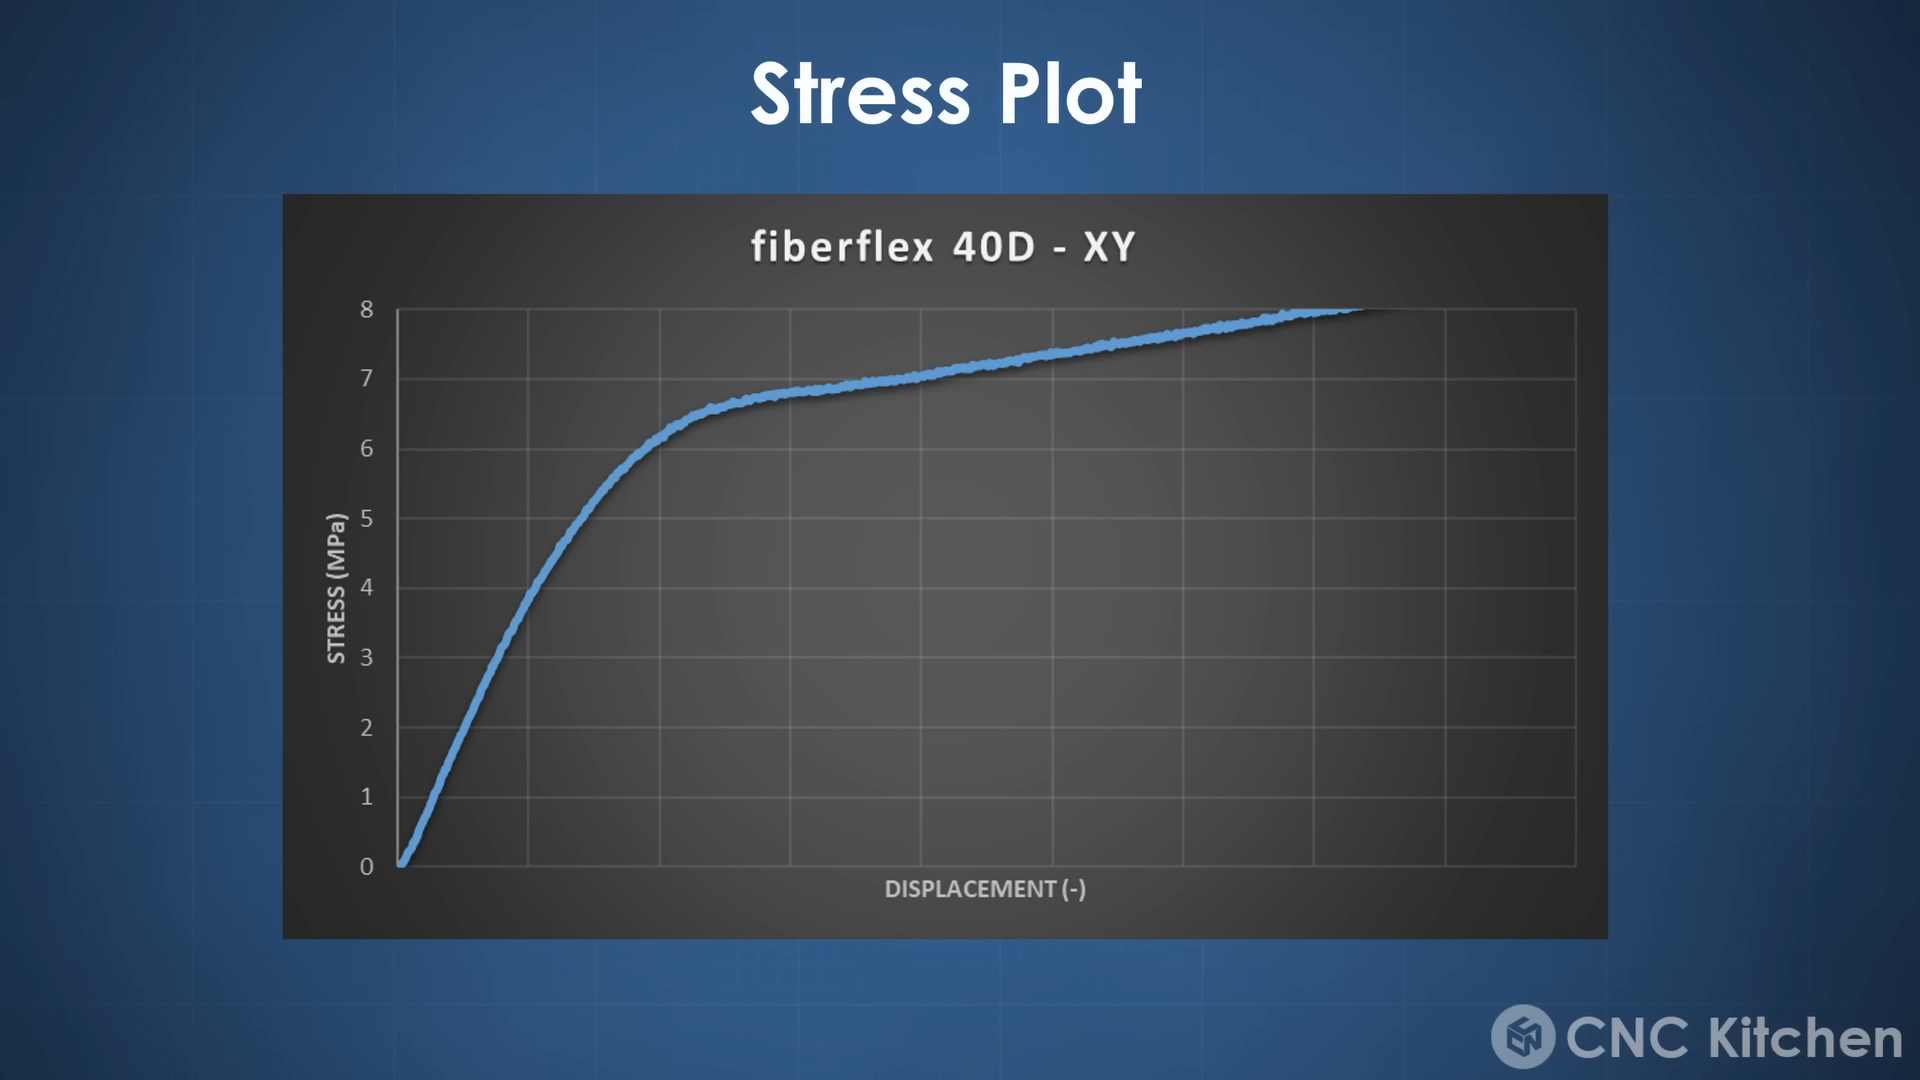 Stress Plot
fiberflex 40D - XY
8
7
6
5
4
3
2
1
0
STRESS (MPa)
DISPLACEMENT (-)
CNC Kitchen